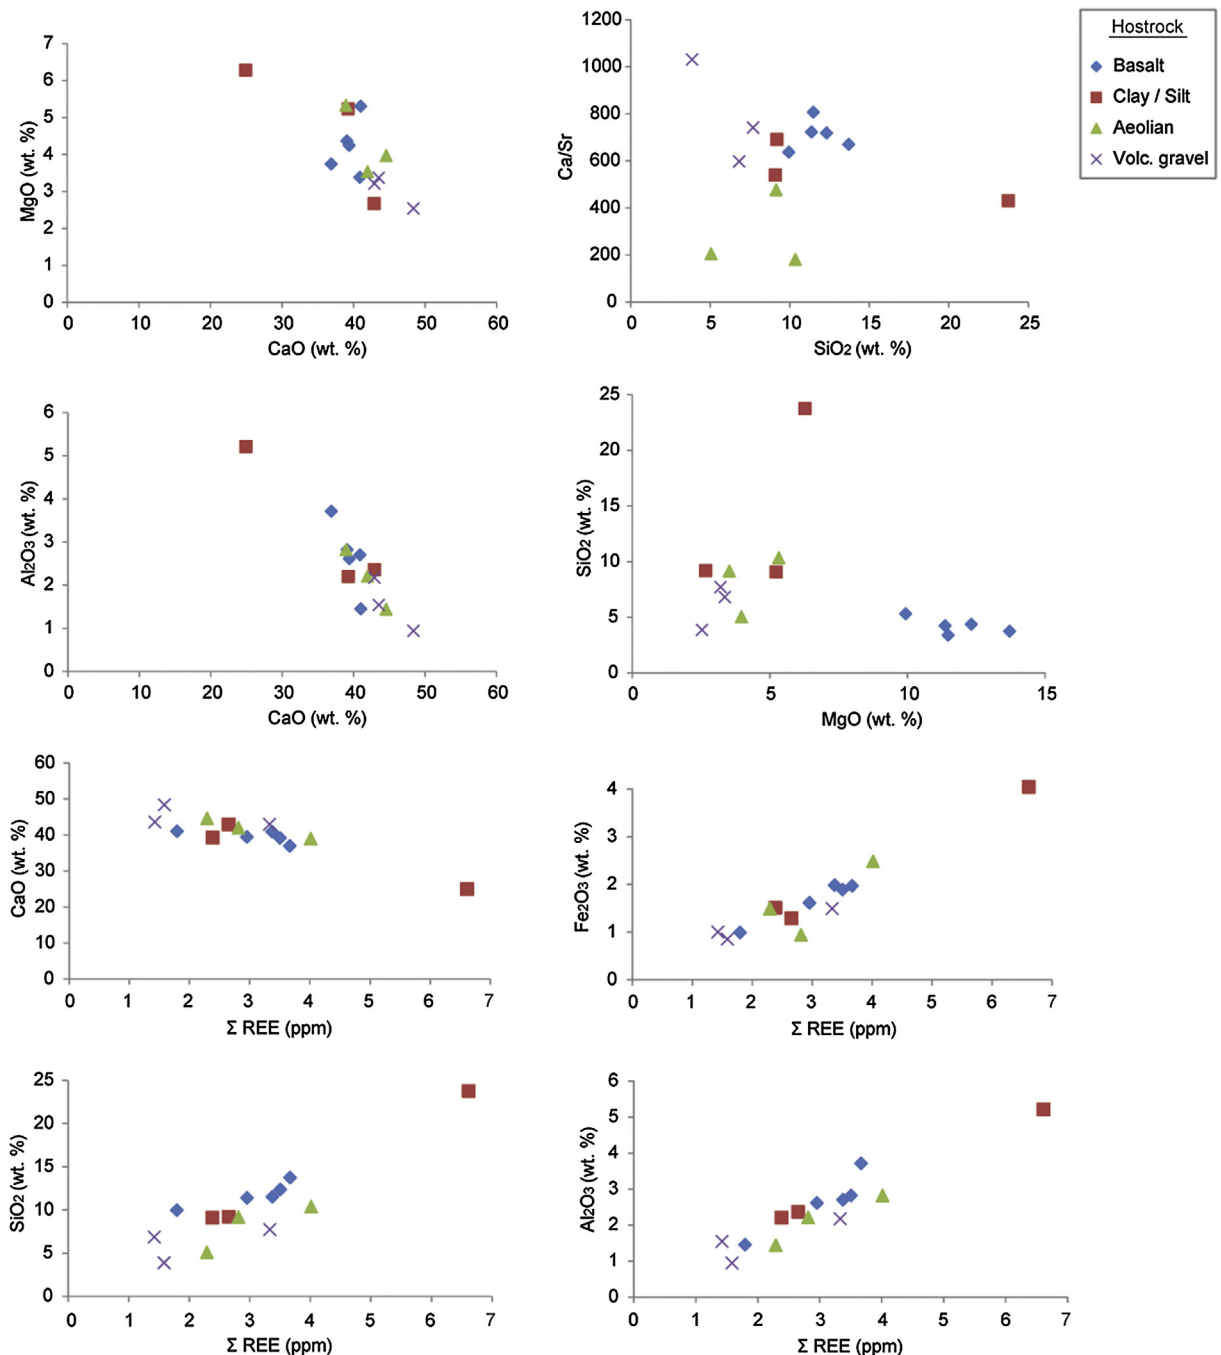 Hostrock
Basalt
Clay / Silt
Aeolian
Volc. gravel
MgO (wt. %)
7
6
5
4
3
2
1
0
0 10 20 30 40 50 60
CaO (wt. %)
Ca/Sr
1200
1000
800
600
400
200
0
0 5 10 15 20 25
SiO2 (wt. %)
Al2O3 (wt. %)
6
5
4
3
2
1
0
0 10 20 30 40 50 60
CaO (wt. %)
SiO2 (wt. %)
25
20
15
10
5
0
0 5 10 15
MgO (wt. %)
CaO (wt. %)
60
50
40
30
20
10
0
0 1 2 3 4 5 6 7
Σ REE (ppm)
Fe2O3 (wt. %)
4
3
2
1
0
0 1 2 3 4 5 6 7
Σ REE (ppm)
SiO2 (wt. %)
25
20
15
10
5
0
0 1 2 3 4 5 6 7
Σ REE (ppm)
Al2O3 (wt. %)
6
5
4
3
2
1
0
0 1 2 3 4 5 6 7
Σ REE (ppm)